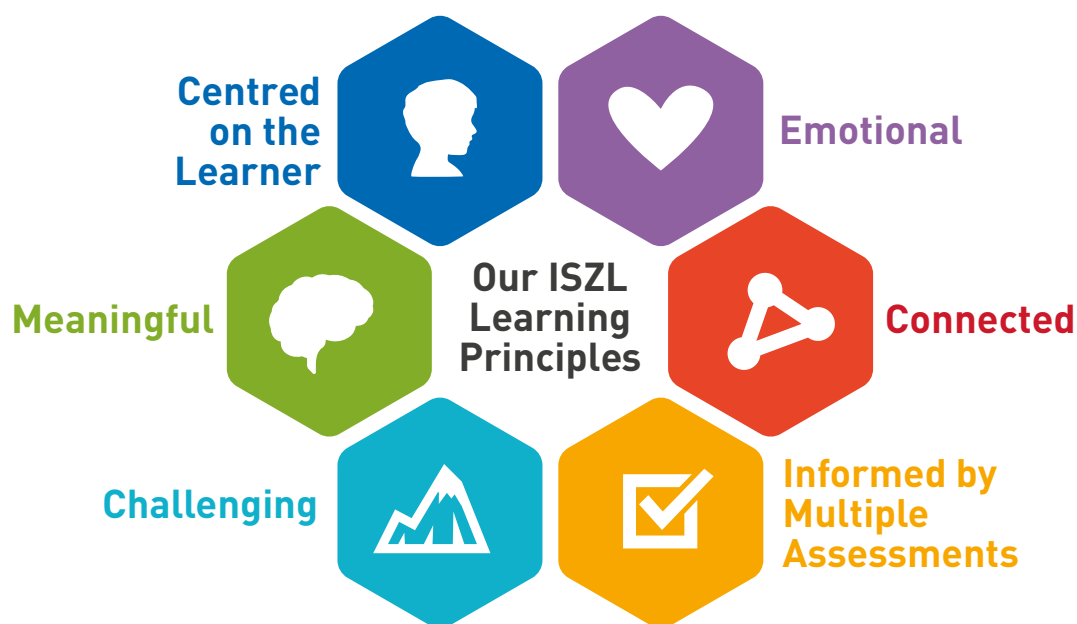 Centred
on the
Learner
Emotional
Meaningful
Our ISZL
Learning
Principles
Connected
Challenging
Informed by
Multiple
Assessments